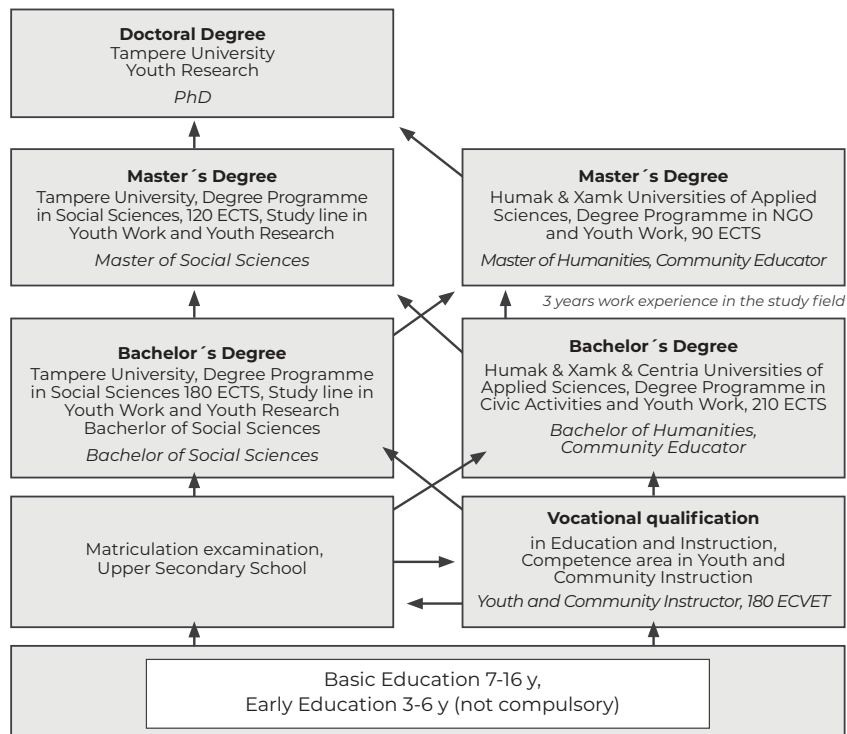 Doctoral Degree
Tampere University
Youth Research
PhD
Master´s Degree
Tampere University, Degree Programme
in Social Sciences, 120 ECTS, Study line in
Youth Work and Youth Research
Master of Social Sciences
Master´s Degree
Humak & Xamk Universities of Applied
Sciences, Degree Programme in NGO
and Youth Work, 90 ECTS
Master of Humanities, Community Educator
3 years work experience in the study field
Bachelor´s Degree
Tampere University, Degree Programme
in Social Sciences 180 ECTS, Study line in
Youth Work and Youth Research
Bacherlor of Social Sciences
Bachelor of Social Sciences
Bachelor´s Degree
Humak & Xamk & Centria Universities of
Applied Sciences, Degree Programme in
Civic Activities and Youth Work, 210 ECTS
Bachelor of Humanities,
Community Educator
Matriculation excamination,
Upper Secondary School
Vocational qualification
in Education and Instruction,
Competence area in Youth and
Community Instruction
Youth and Community Instructor, 180 ECVET
Basic Education 7-16 y,
Early Education 3-6 y (not compulsory)